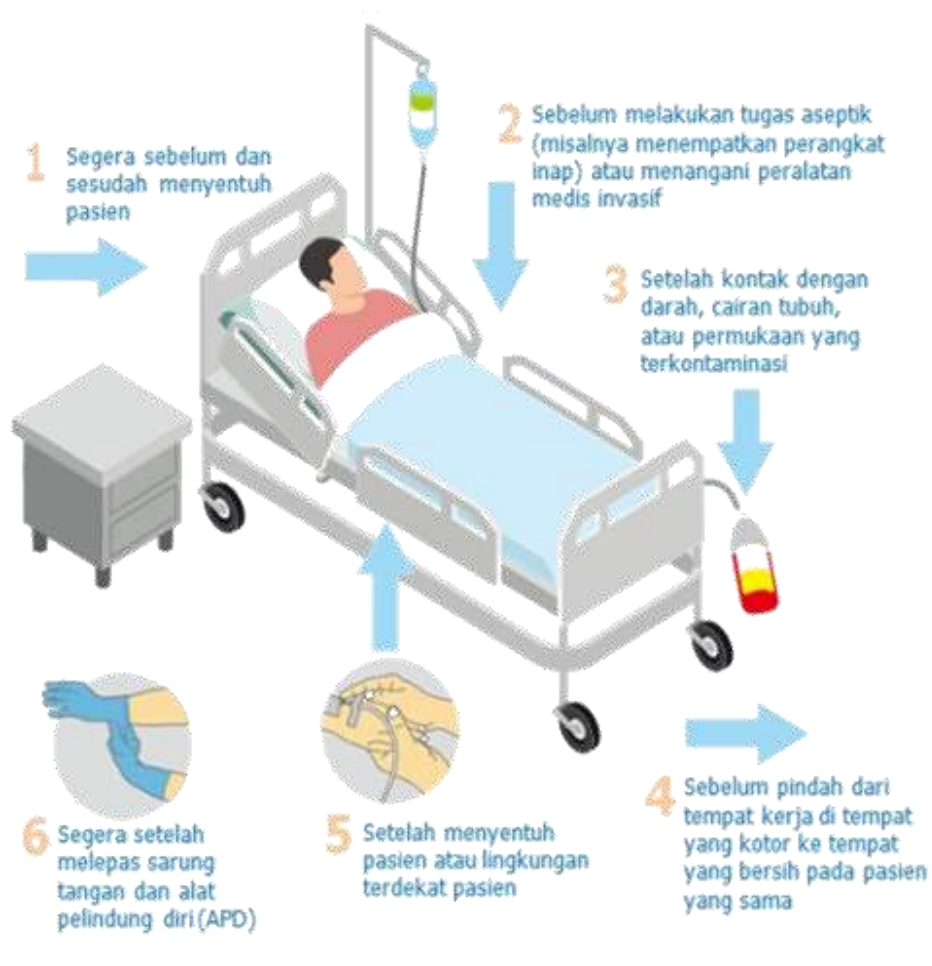 1
Segera sebelum dan
sesudah menyentuh
pasien
2
Sebelum melakukan tugas aseptik
(misalnya menempatkan perangkat
inap) atau menangani peralatan
medis invasif
3
Setelah kontak dengan
darah, cairan tubuh,
atau permukaan yang
terkontaminasi
4
Sebelum pindah dari
tempat kerja di tempat
yang kotor ke tempat
yang bersih pada pasien
yang sama
5
Setelah menyentuh
pasien atau lingkungan
terdekat pasien
6
Segera setelah
melepas sarung
tangan dan alat
pelindung diri (APD)